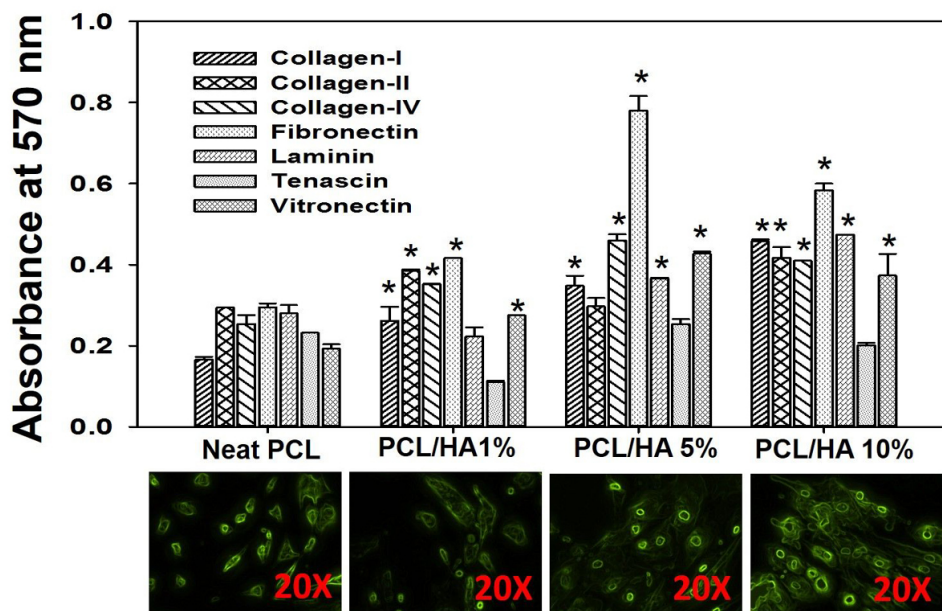 Absorbance at 570 nm
1.0
0.8
0.6
0.4
0.2
0.0
Collagen-I
Collagen-II
Collagen-IV
Fibronectin
Laminin
Tenascin
Vitronectin
* * * * *
* * * * *
* * * * * *
Neat PCL PCL/HA1% PCL/HA 5% PCL/HA 10%
20X 20X 20X 20X